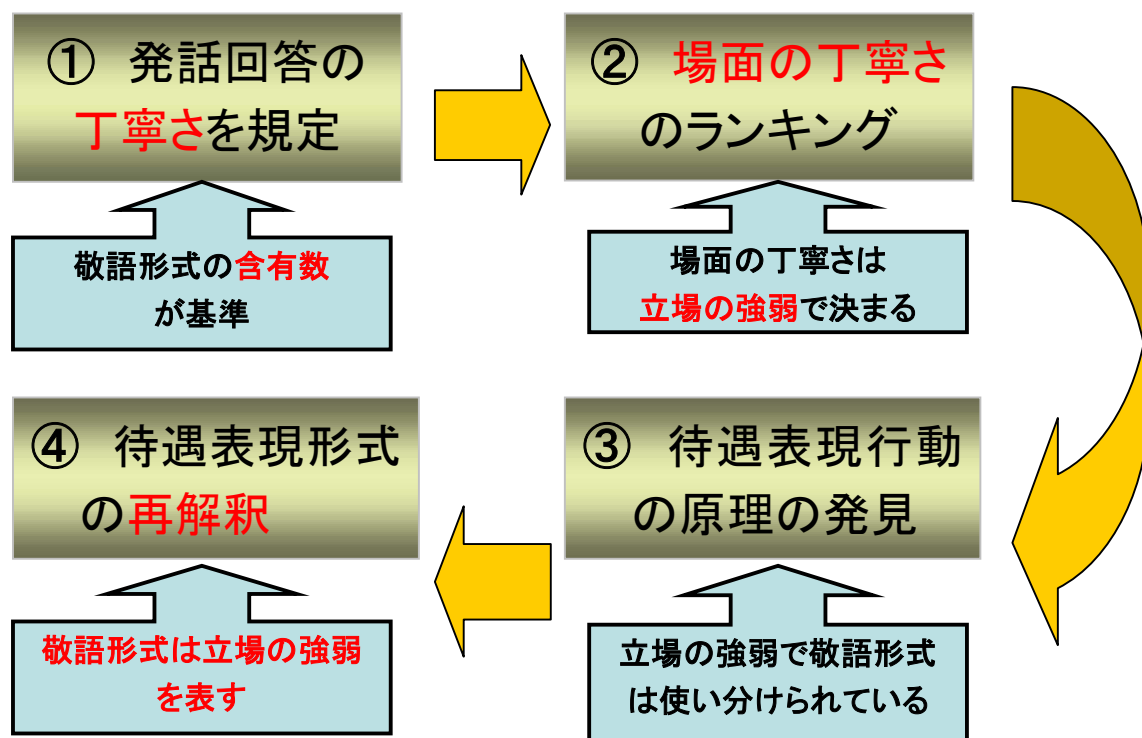 ① 発話回答の
丁寧さを規定
敬語形式の含有数
が基準
② 場面の丁寧さ
のランキング
場面の丁寧さは
立場の強弱で決まる
③ 待遇表現行動
の原理の発見
立場の強弱で敬語形式
は使い分けられている
④ 待遇表現形式
の再解釈
敬語形式は立場の強弱
を表す